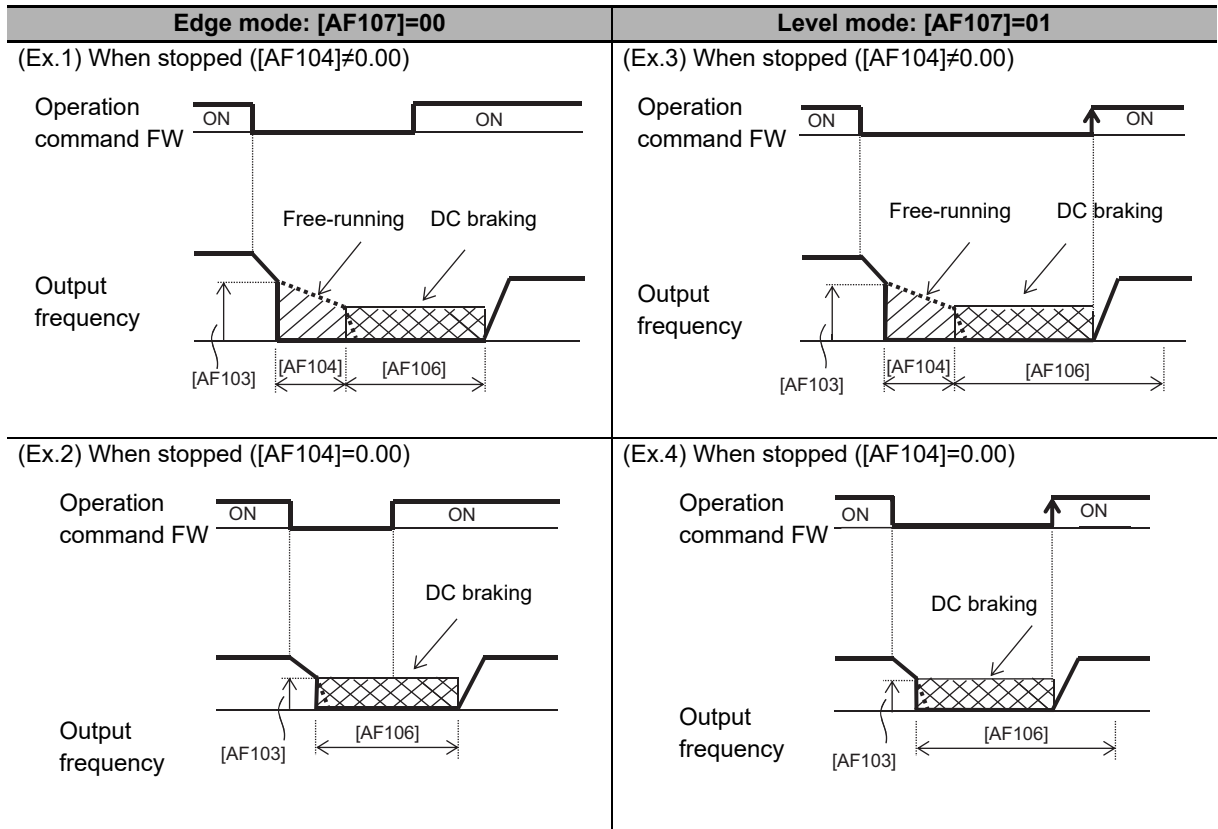 Edge mode: [AF107]=00
Level mode: [AF107]=01
(Ex.1) When stopped ([AF104]≠0.00)
Operation
command FW
ON
ON
Free-running
DC braking
Output
frequency
[AF103]
[AF104]
[AF106]
(Ex.3) When stopped ([AF104]≠0.00)
Operation
command FW
ON
ON
Free-running
DC braking
Output
frequency
[AF103]
[AF104]
[AF106]
(Ex.2) When stopped ([AF104]=0.00)
Operation
command FW
ON
ON
DC braking
Output
frequency
[AF103]
[AF106]
(Ex.4) When stopped ([AF104]=0.00)
Operation
command FW
ON
ON
DC braking
Output
frequency
[AF103]
[AF106]